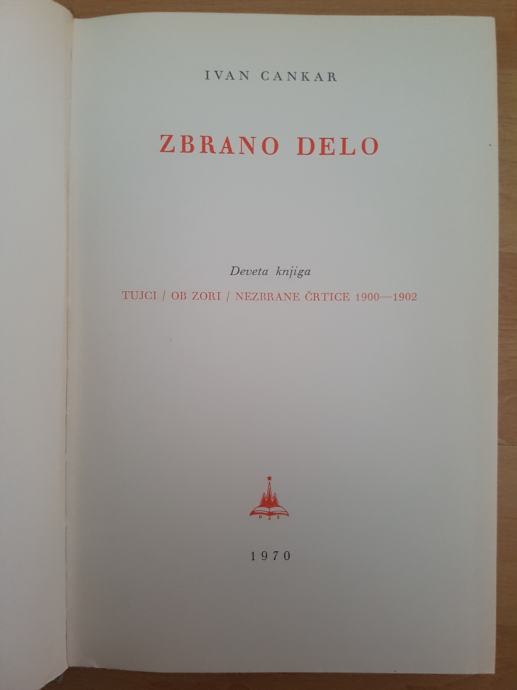 IVAN CANKAR
ZBRANO DELO
Deveta knjiga
TUJCI / OB ZORI / NEZBRANE ČRTICE 1900—1902
1970